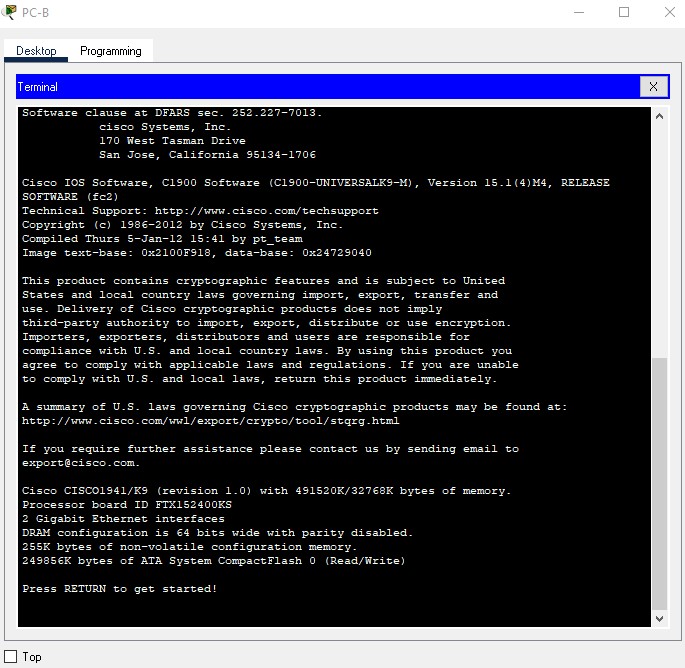 PC-B
Desktop Programming
Terminal X
Software clause at DFARS sec. 252.227-7013.
cisco Systems, Inc.
170 West Tasman Drive
San Jose, California 95134-1706
Cisco IOS Software, C1900 Software (C1900-UNIVERSALK9-M), Version 15.1(4)M4, RELEASE
SOFTWARE (fc2)
Technical Support: http://www.cisco.com/techsupport
Copyright (c) 1986-2012 by Cisco Systems, Inc.
Compiled Thurs 5-Jan-12 15:41 by pt_team
Image text-base: 0x2100F918, data-base: 0x24729040
This product contains cryptographic features and is subject to United
States and local country laws governing import, export, transfer and
use. Delivery of Cisco cryptographic products does not imply
third-party authority to import, export, distribute or use encryption.
Importers, exporters, distributors and users are responsible for
compliance with U.S. and local country laws. By using this product you
agree to comply with applicable laws and regulations. If you are unable
to comply with U.S. and local laws, return this product immediately.
A summary of U.S. laws governing Cisco cryptographic products may be found at:
http://www.cisco.com/wwl/export/crypto/tool/stqrg.html
If you require further assistance please contact us by sending email to
export@cisco.com.
Cisco CISCO1941/K9 (revision 1.0) with 491520K/32768K bytes of memory.
Processor board ID FTX152400KS
2 Gigabit Ethernet interfaces
DRAM configuration is 64 bits wide with parity disabled.
255K bytes of non-volatile configuration memory.
249856K bytes of ATA System CompactFlash 0 (Read/Write)
Press RETURN to get started!
Top